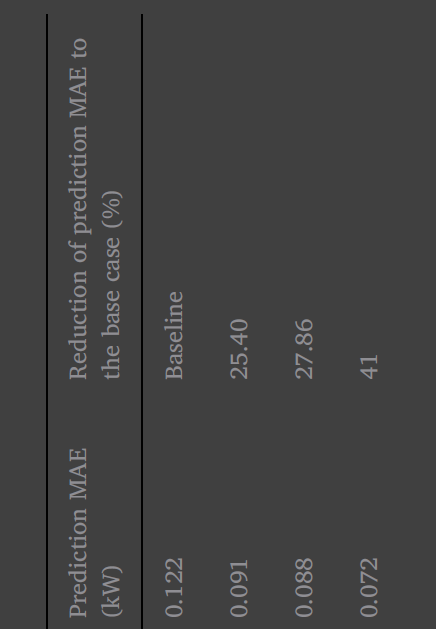 Prediction MAE
(kW)
Reduction of prediction MAE to
the base case (%)
0.122
Baseline
0.091
25.40
0.088
27.86
0.072
41